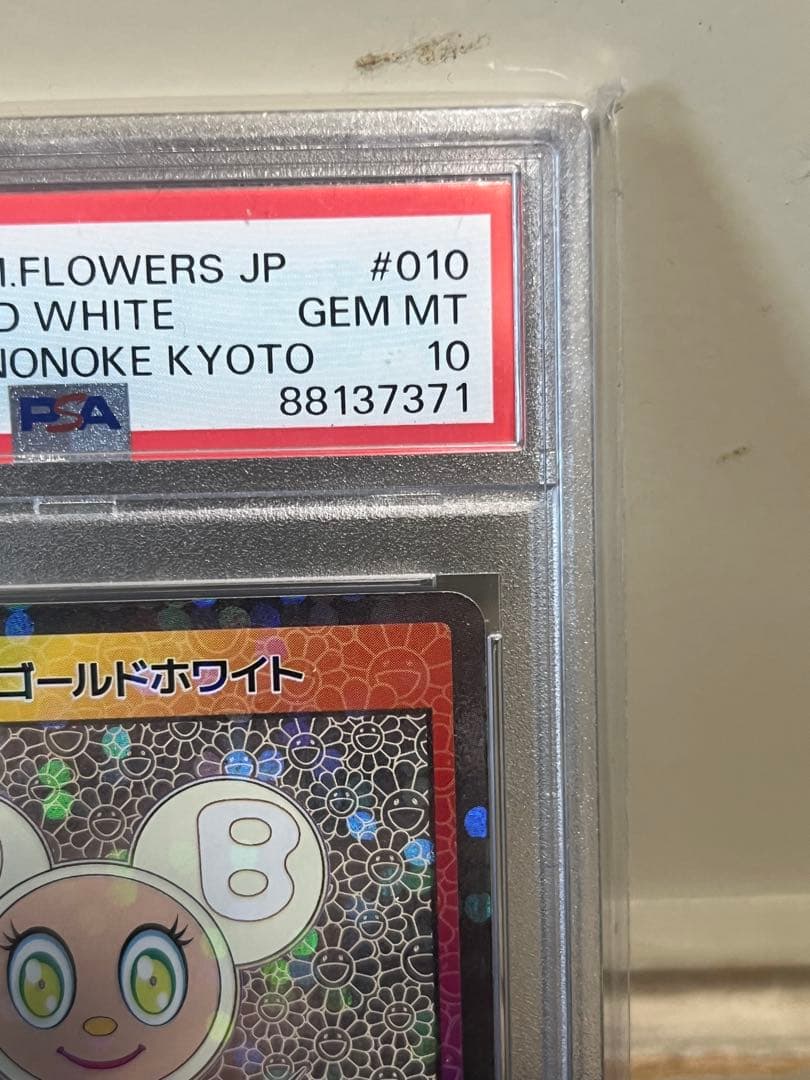 .FLOWERS JP #010
D WHITE GEM MT
NONOKE KYOTO 10
PSA 88137371
ゴールドホワイト
B